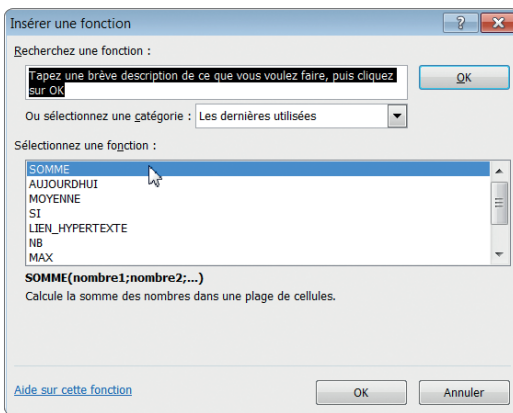 Insérer une fonction
Recherchez une fonction :
Tapez une brève description de ce que vous voulez faire, puis cliquez
sur OK
OK
Ou sélectionnez une catégorie : Les dernières utilisées
Sélectionnez une fonction :
SOMME
AUJOURDHUI
MOYENNE
SI
LIEN_HYPERTEXTE
NB
MAX
SOMME(nombre1;nombre2;...)
Calcule la somme des nombres dans une plage de cellules.
Aide sur cette fonction
OK Annuler